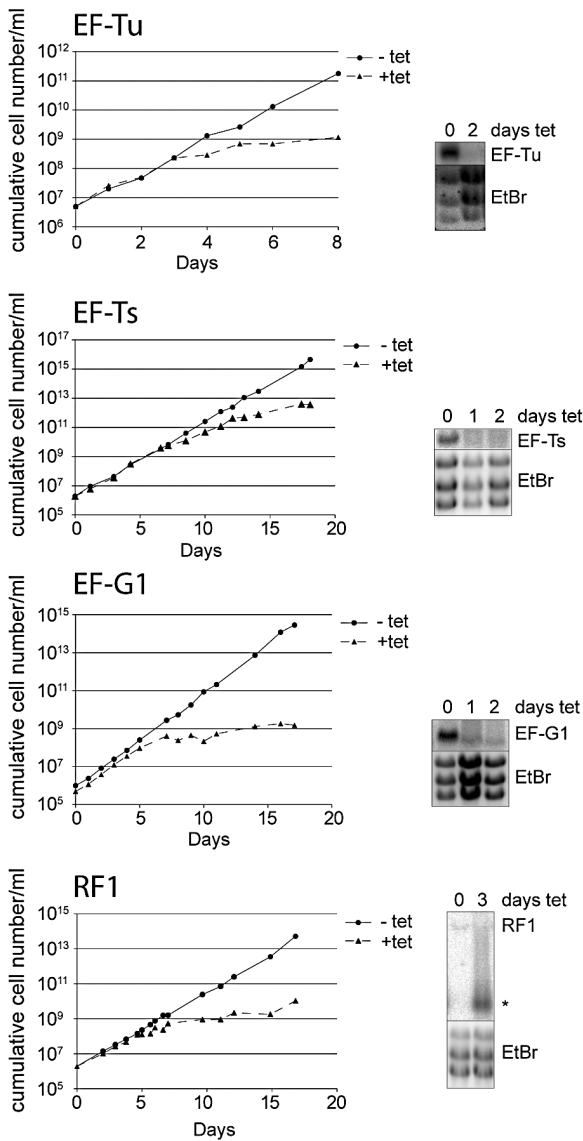 EF-Tu
cumulative cell number/ml
10^12
10^11
10^10
10^9
10^8
10^7
10^6
0 2 4 6 8
Days
- tet
+tet
0 2 days tet
EF-Tu
EtBr
EF-Ts
cumulative cell number/ml
10^17
10^15
10^13
10^11
10^9
10^7
10^5
0 5 10 15 20
Days
- tet
+tet
0 1 2 days tet
EF-Ts
EtBr
EF-G1
cumulative cell number/ml
10^15
10^13
10^11
10^9
10^7
10^5
0 5 10 15 20
Days
- tet
+tet
0 1 2 days tet
EF-G1
EtBr
RF1
cumulative cell number/ml
10^15
10^13
10^11
10^9
10^7
10^5
0 5 10 15 20
Days
- tet
+tet
0 3 days tet
RF1
*
EtBr